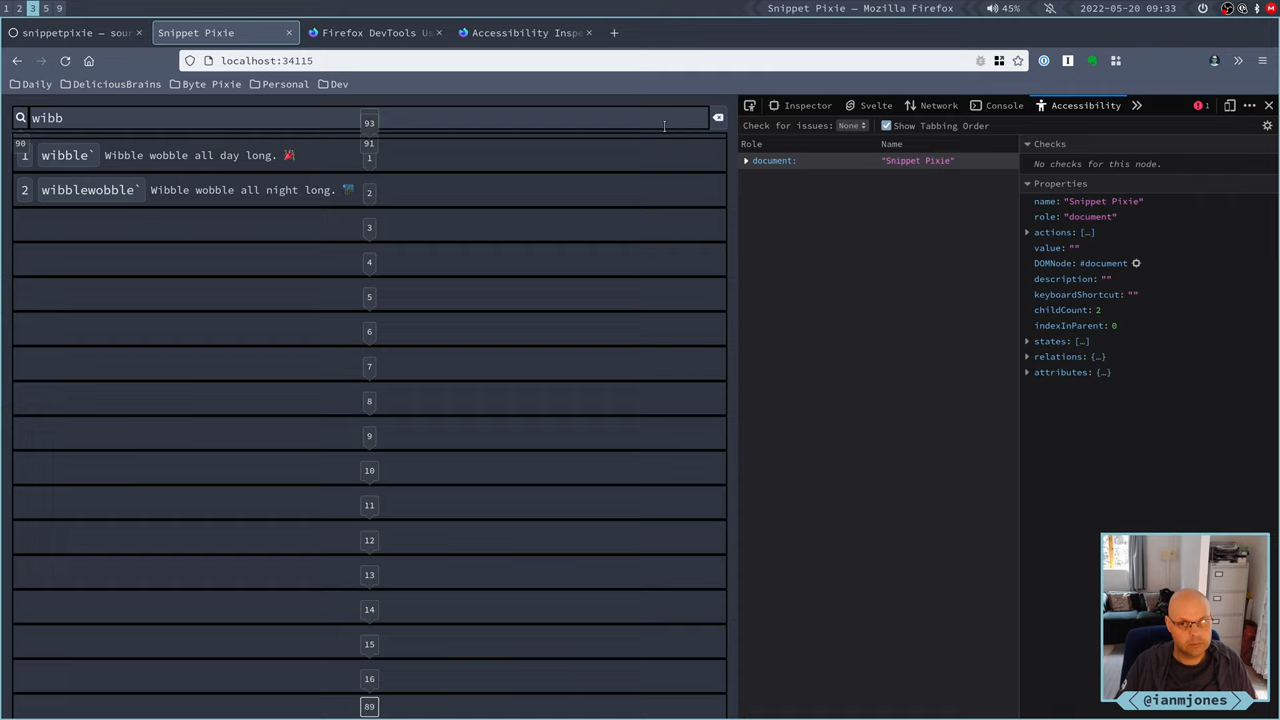 1 2 3 5 9
Snippet Pixie — Mozilla Firefox
45%
2022-05-20 09:33
snippetpixie — sour
Snippet Pixie
Firefox DevTools Us
Accessibility Inspe
localhost:34115
Daily
DeliciousBrains
Byte Pixie
Personal
Dev
wibb
93
90
91
1 wibble` Wibble wobble all day long. 🎉
1
2 wibblewobble` Wibble wobble all night long.
2
3
4
5
6
7
8
9
10
11
12
13
14
15
16
89
Inspector
Svelte
Network
Console
Accessibility
1
Check for issues: None
Show Tabbing Order
Role
Name
document:
"Snippet Pixie"
Checks
No checks for this node.
Properties
name: "Snippet Pixie"
role: "document"
actions: […]
value: ""
DOMNode: #document
description: ""
keyboardShortcut: ""
childCount: 2
indexInParent: 0
states: […]
relations: {…}
attributes: {…}
@ianmjones